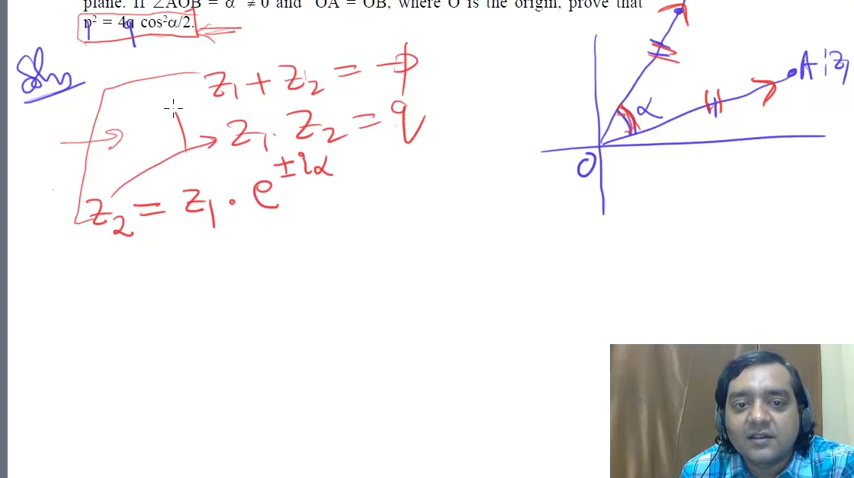 plane. If ∠AOB = α ≠ 0 and OA = OB, where O is the origin, prove that
p² = 4q cos²α/2.
Soln
z₁ + z₂ = -p
z₁ . z₂ = q
z₂ = z₁ . e^±iα
A : z₁
α
O